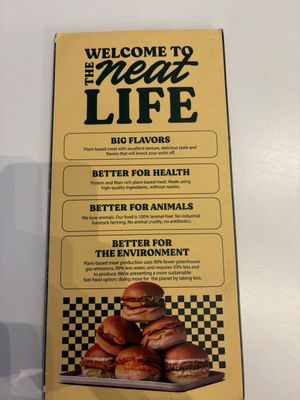 WELCOME TO
THE neat
LIFE
BIG FLAVORS
Plant-based meat with excellent texture, delicious taste and
flavors that will knock your socks off.
BETTER FOR HEALTH
Protein and fiber-rich plant-based meat. Made using
high-quality ingredients, without nasties.
BETTER FOR ANIMALS
We love animals. Our food is 100% animal-free. No industrial
livestock farming. No animal cruelty, no antibiotics.
BETTER FOR
THE ENVIRONMENT
Plant-based meat production uses 90% fewer greenhouse
gas emissions, 99% less water, and requires 93% less land
to produce. We're presenting a more sustainable
fast-food option; doing more for the planet by taking less.